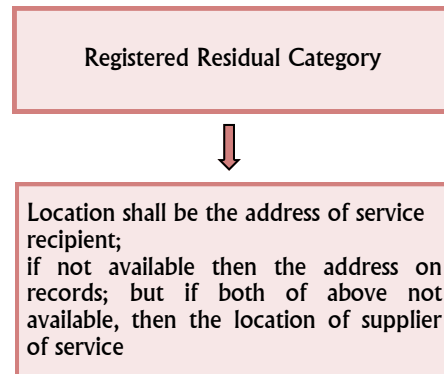 Registered Residual Category
Location shall be the address of service
recipient;
if not available then the address on
records; but if both of above not
available, then the location of supplier
of service